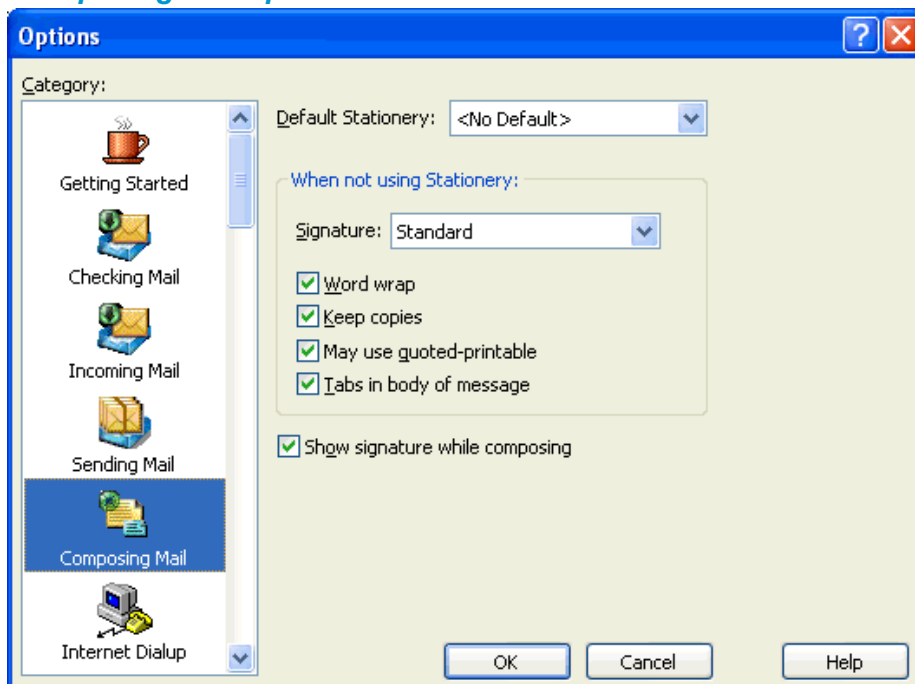 Options
Category:
Getting Started
Checking Mail
Incoming Mail
Sending Mail
Composing Mail
Internet Dialup
Default Stationery: <No Default>
When not using Stationery:
Signature: Standard
Word wrap
Keep copies
May use quoted-printable
Tabs in body of message
Show signature while composing
OK Cancel Help